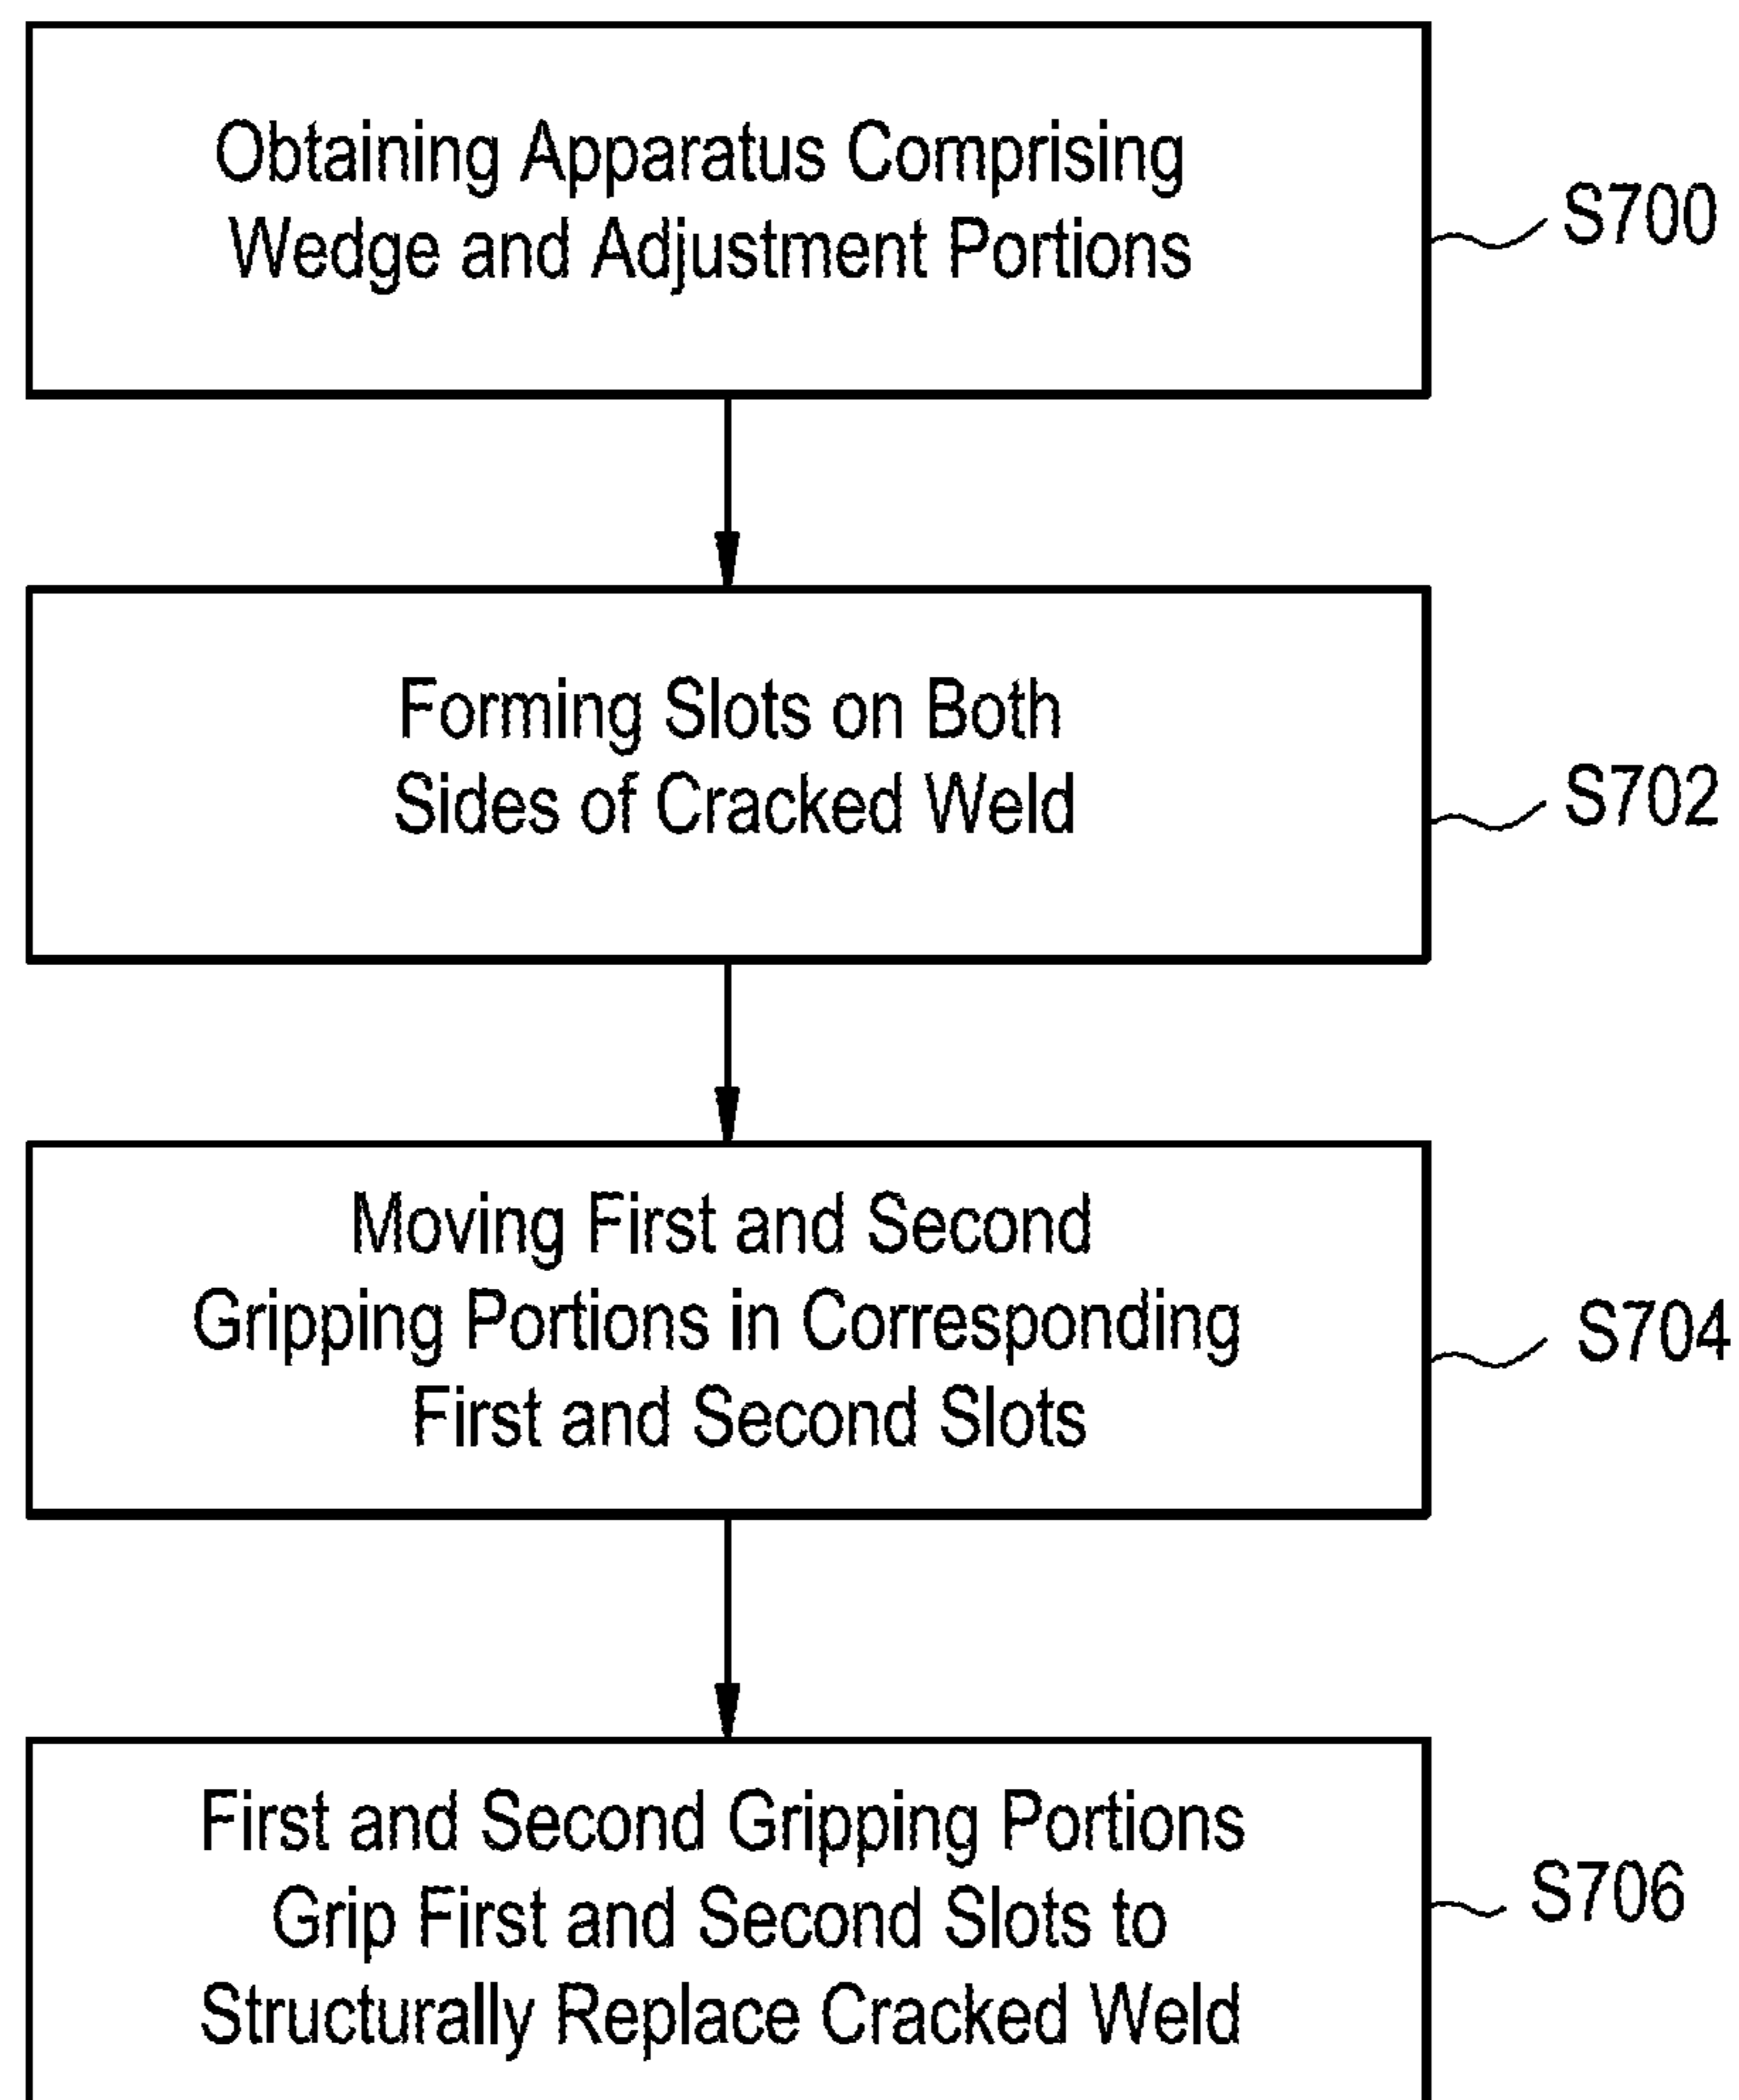 Obtaining Apparatus Comprising
Wedge and Adjustment Portions
S700
Forming Slots on Both
Sides of Cracked Weld
S702
Moving First and Second
Gripping Portions in Corresponding
First and Second Slots
S704
First and Second Gripping Portions
Grip First and Second Slots to
Structurally Replace Cracked Weld
S706